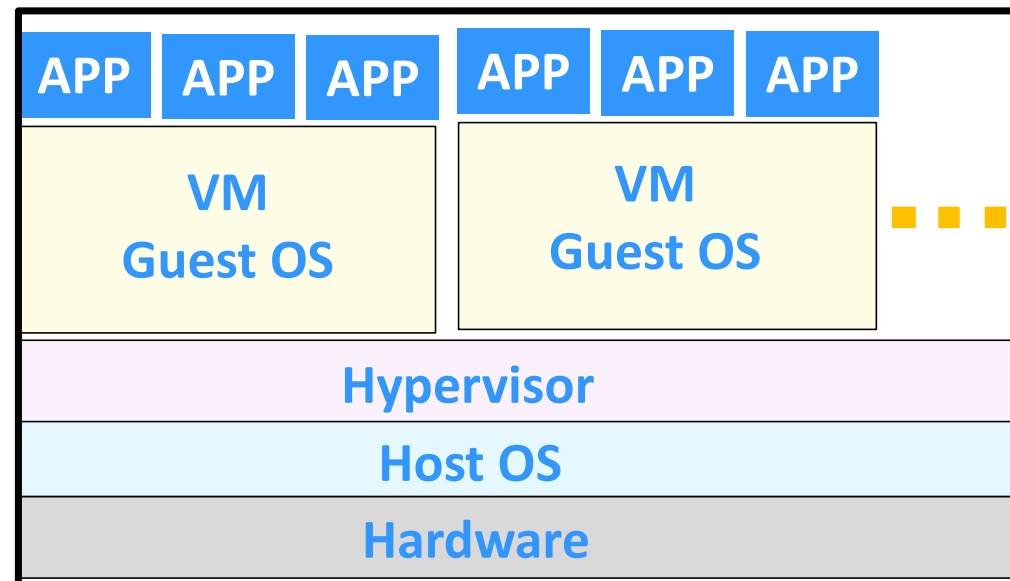 APP APP APP APP APP APP
VM
Guest OS
VM
Guest OS
Hypervisor
Host OS
Hardware